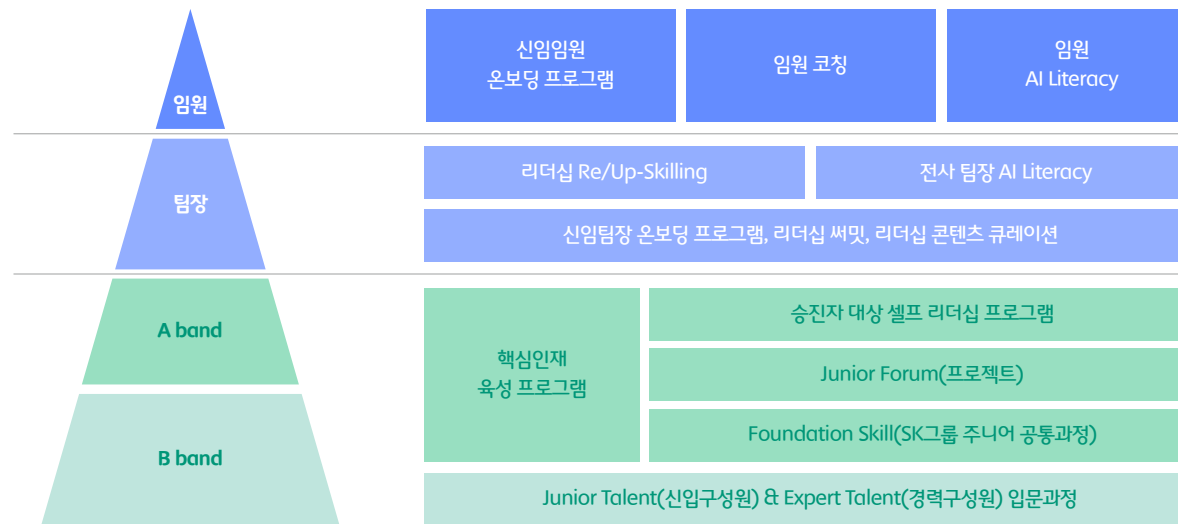 임원
신임임원
온보딩 프로그램
임원 코칭
임원
AI Literacy
팀장
리더십 Re/Up-Skilling
전사 팀장 AI Literacy
신임팀장 온보딩 프로그램, 리더십 써밋, 리더십 콘텐츠 큐레이션
A band
핵심인재
육성 프로그램
승진자 대상 셀프 리더십 프로그램
Junior Forum(프로젝트)
Foundation Skill(SK그룹 주니어 공통과정)
B band
Junior Talent(신입구성원) & Expert Talent(경력구성원) 입문과정